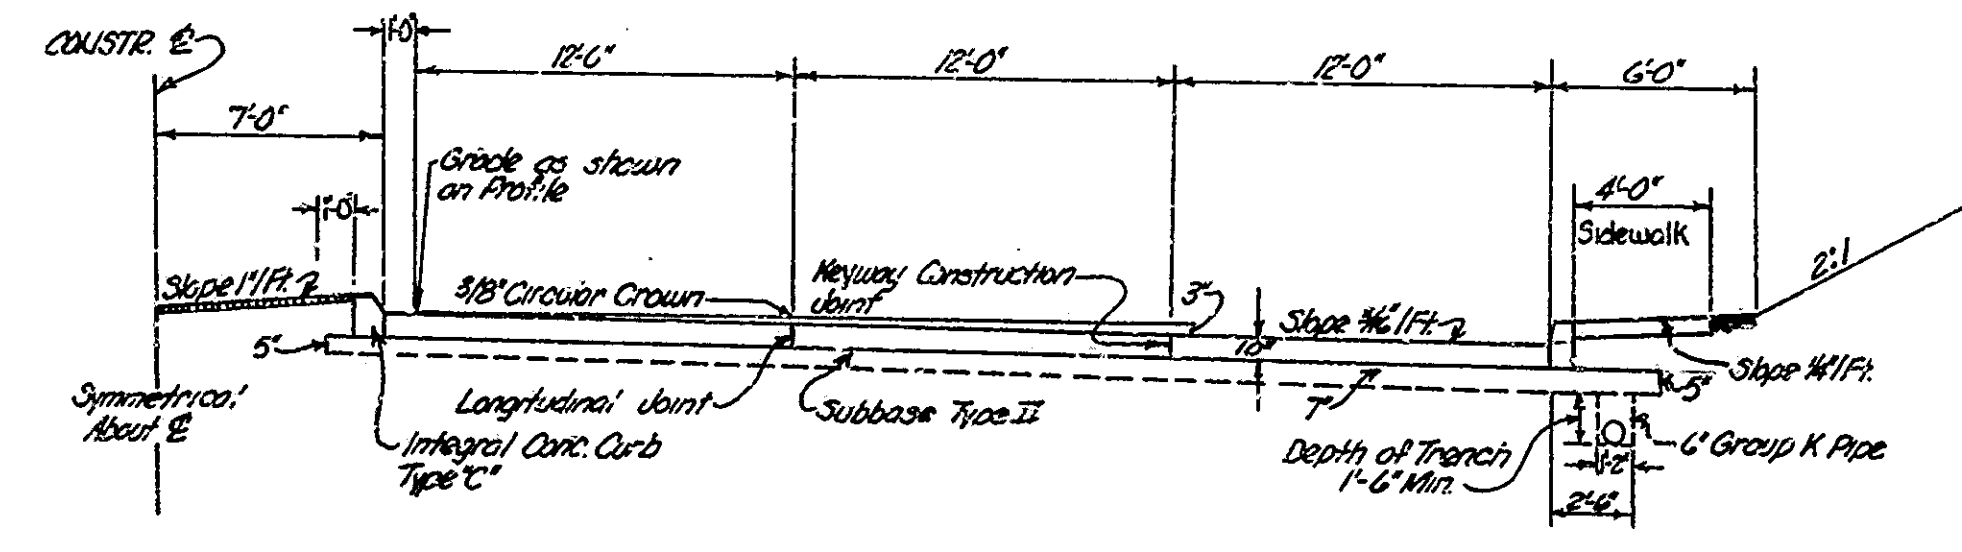 CONSTR. ℄
1'-0"
12'-6"
12'-0"
12'-0"
6'-0"
7'-0"
Grade as shown
on Profile
1'-0"
4'-0"
Sidewalk
2:1
Slope 1"/Ft.
3/8" Circular Crown
Keyway Construction
Joint
3"
Slope 3/16"/Ft.
10"
5"
Slope 1/4"/Ft.
5"
Symmetrical
About ℄
Longitudinal Joint
Subbase Type II
7"
Integral Conc. Curb
Type "C"
Depth of Trench
1'-6" Min.
6" Group K Pipe
1'-2"
2'-6"